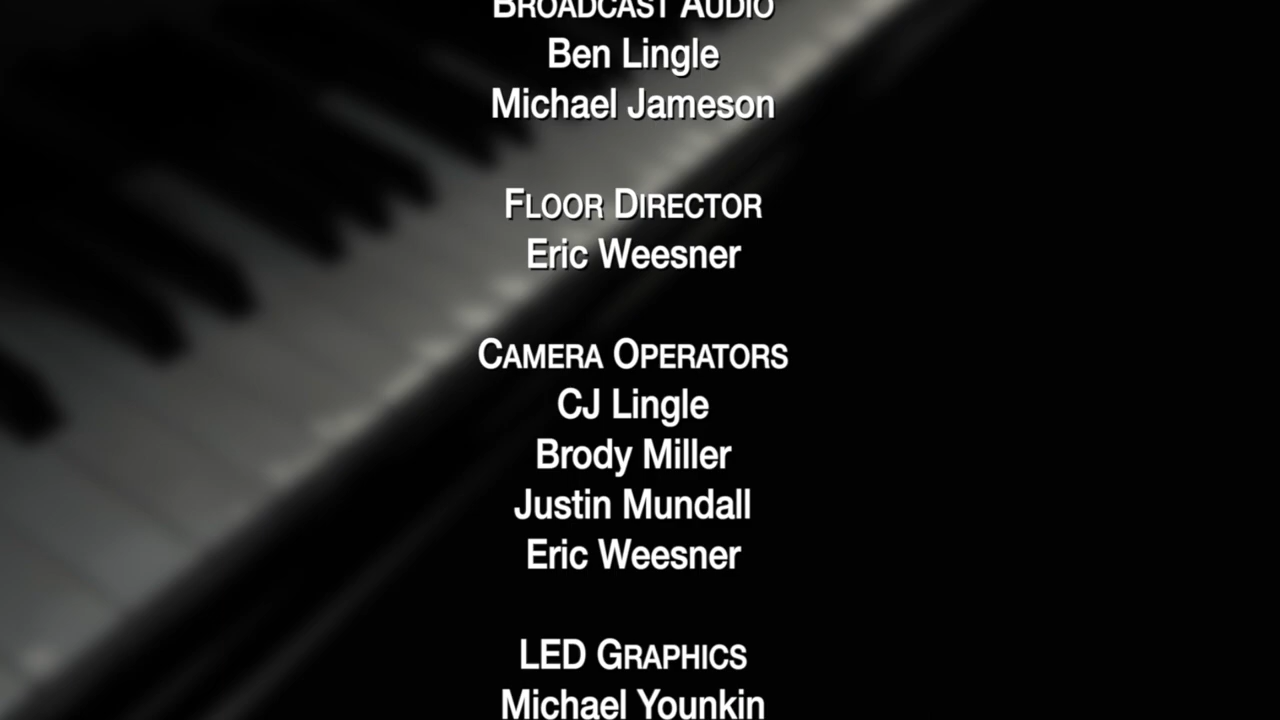 BROADCAST AUDIO
Ben Lingle
Michael Jameson
FLOOR DIRECTOR
Eric Weesner
CAMERA OPERATORS
CJ Lingle
Brody Miller
Justin Mundall
Eric Weesner
LED GRAPHICS
Michael Younkin